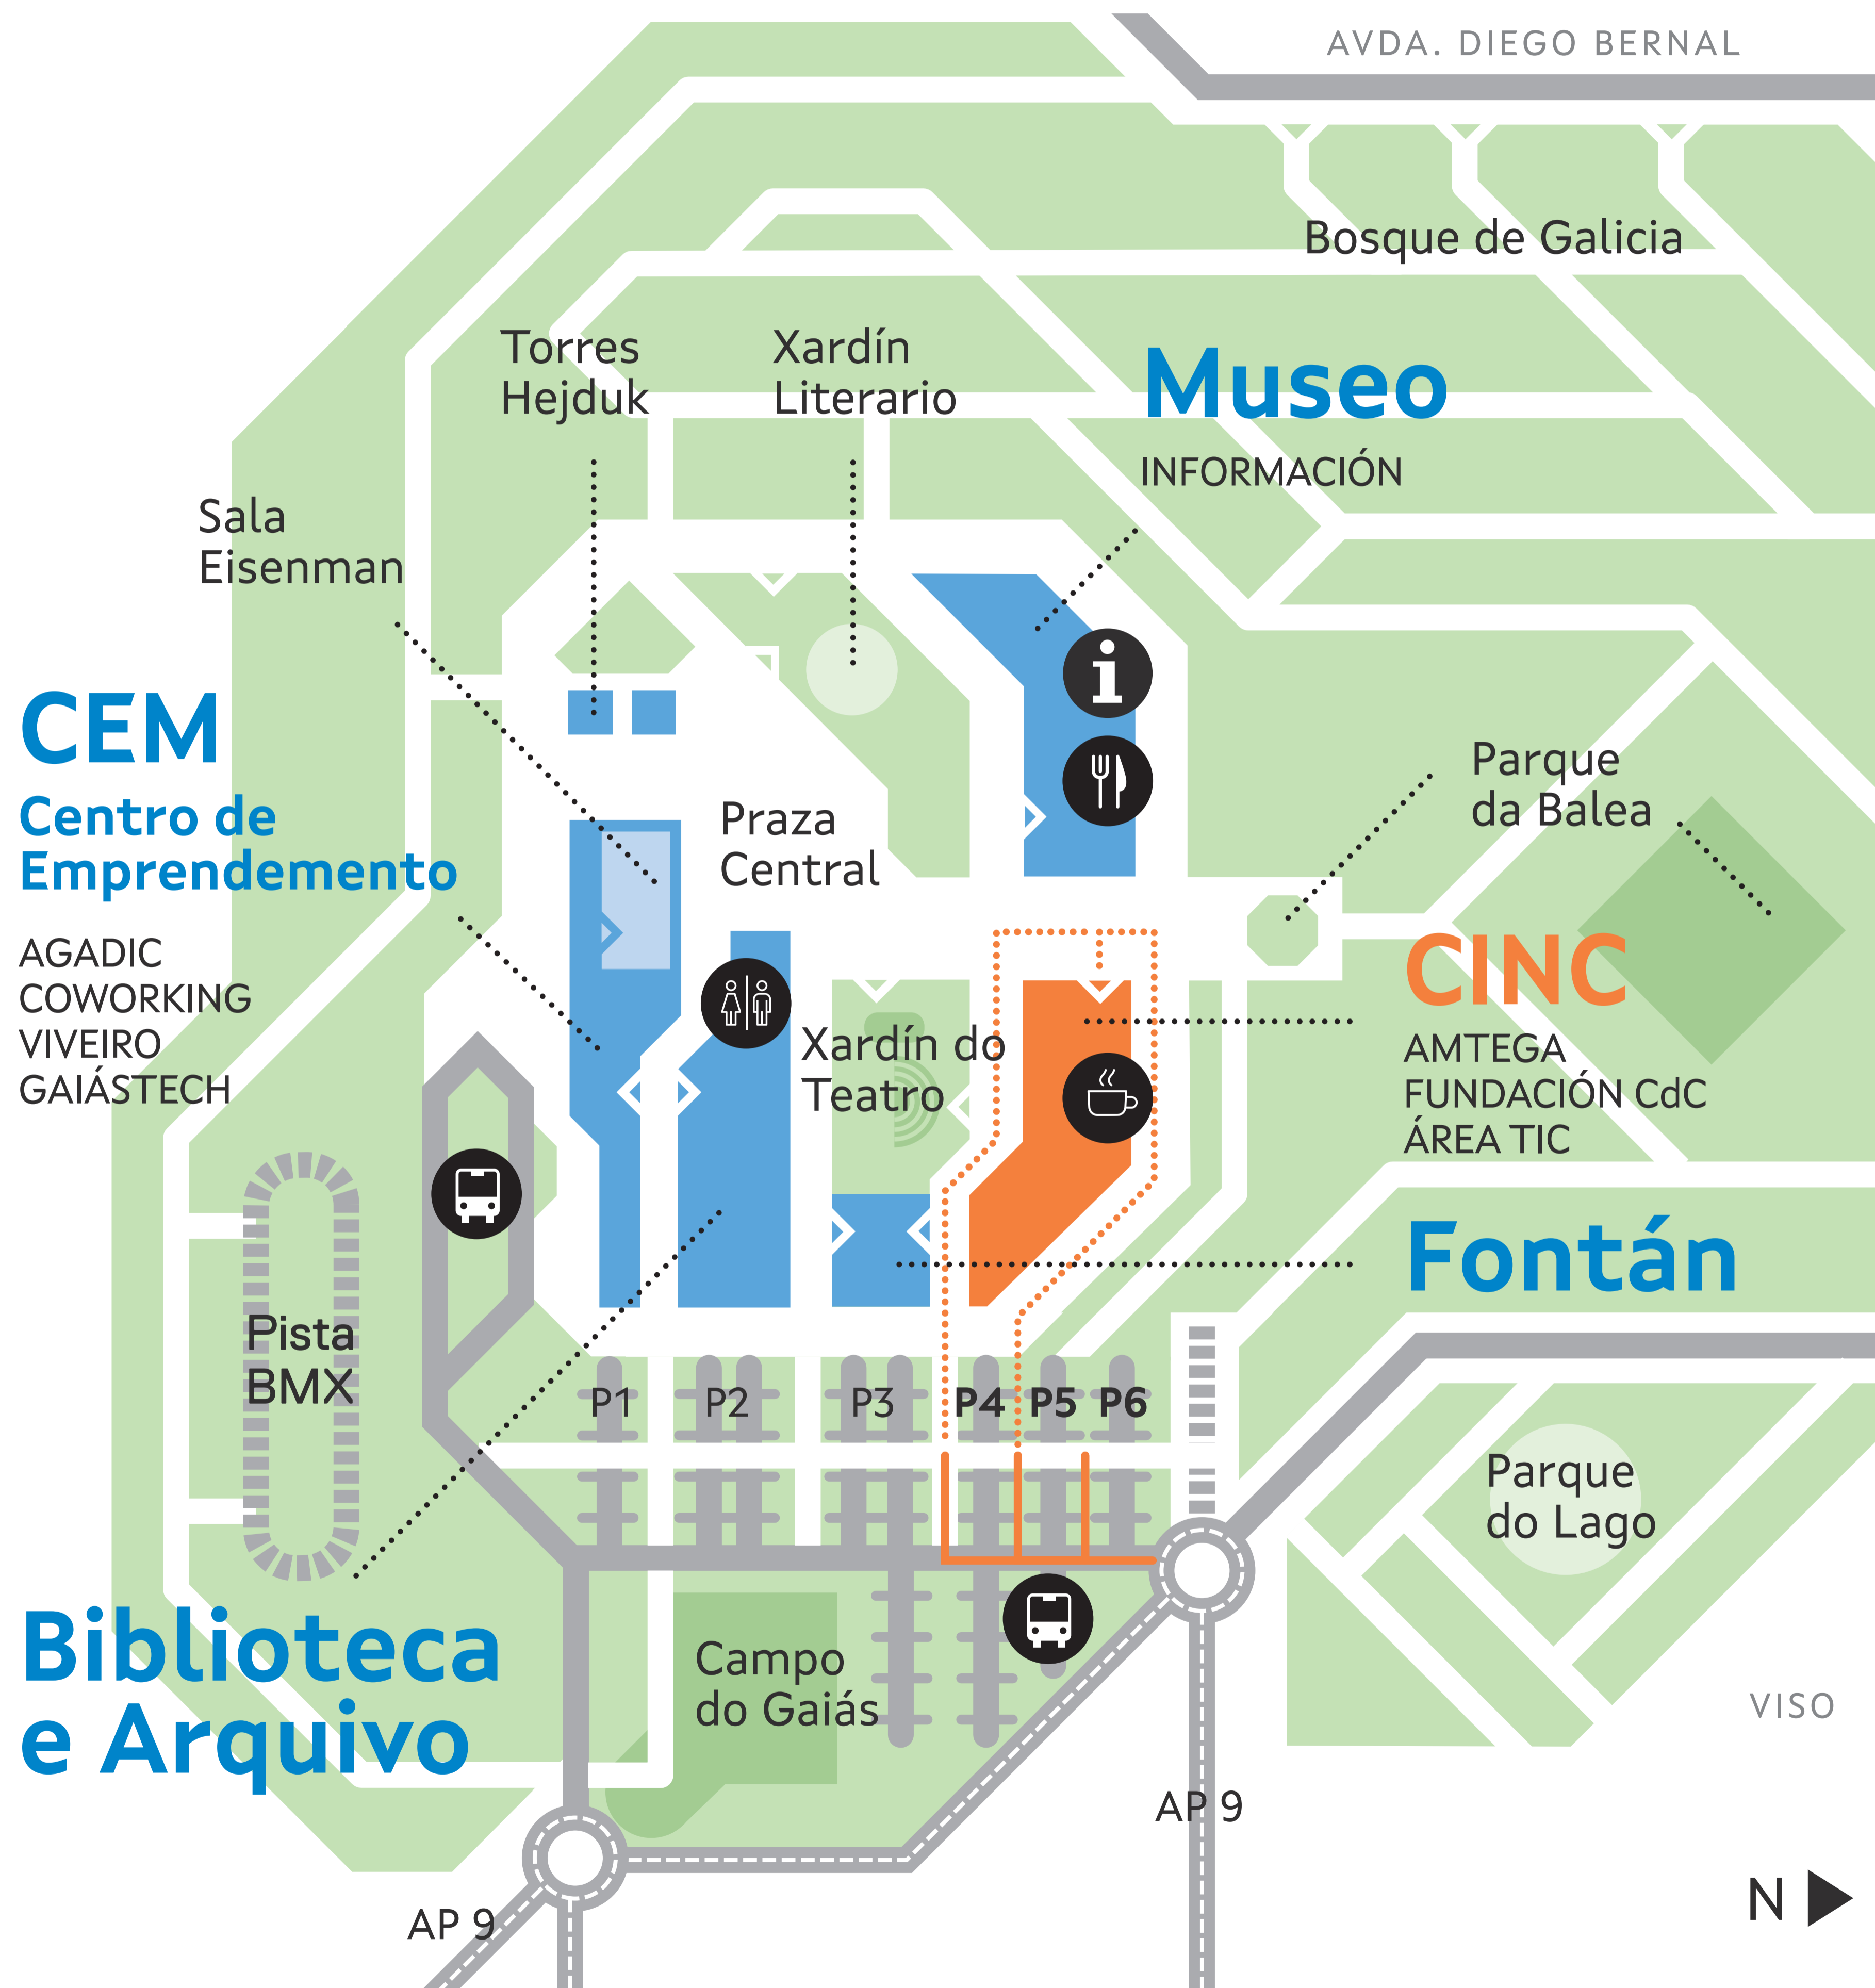 AVDA. DIEGO BERNAL
Bosque de Galicia
Torres
Hejduk
Xardín
Literario
Museo
INFORMACIÓN
Sala
Eisenman
CEM
Centro de
Emprendemento
AGADIC
COWORKING
VIVEIRO
GAIÁSTECH
Praza
Central
Parque
da Balea
CINC
AMTEGA
FUNDACIÓN CdC
ÁREA TIC
Xardín do
Teatro
Fontán
Pista
BMX
P1
P2
P3
P4
P5
P6
Parque
do Lago
Biblioteca
e Arquivo
Campo
do Gaiás
VISO
AP 9
AP 9
N